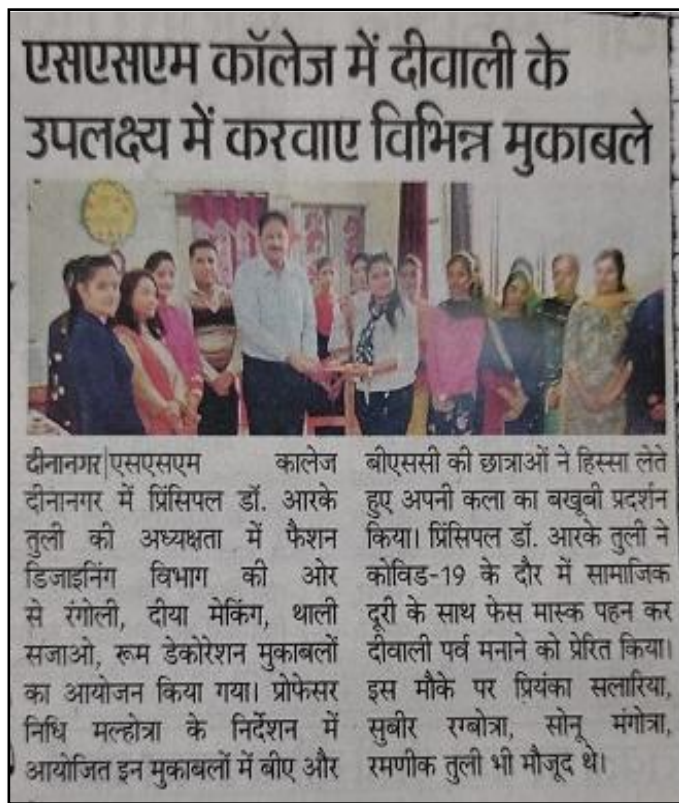 एसएसएम कॉलेज में दीवाली के
उपलक्ष्य में करवाए विभिन्न मुकाबले
दीनानगर|एसएसएम कालेज
दीनानगर में प्रिंसिपल डॉ. आरके
तुली की अध्यक्षता में फैशन
डिजाइनिंग विभाग की ओर
से रंगोली, दीया मेकिंग, थाली
सजाओ, रूम डेकोरेशन मुकाबलों
का आयोजन किया गया। प्रोफेसर
निधि मल्होत्रा के निर्देशन में
आयोजित इन मुकाबलों में बीए और
बीएससी की छात्राओं ने हिस्सा लेते
हुए अपनी कला का बखूबी प्रदर्शन
किया। प्रिंसिपल डॉ. आरके तुली ने
कोविड-19 के दौर में सामाजिक
दूरी के साथ फेस मास्क पहन कर
दीवाली पर्व मनाने को प्रेरित किया।
इस मौके पर प्रियंका सलारिया,
सुबीर रग्बोत्रा, सोनू मंगोत्रा,
रमणीक तुली भी मौजूद थे।